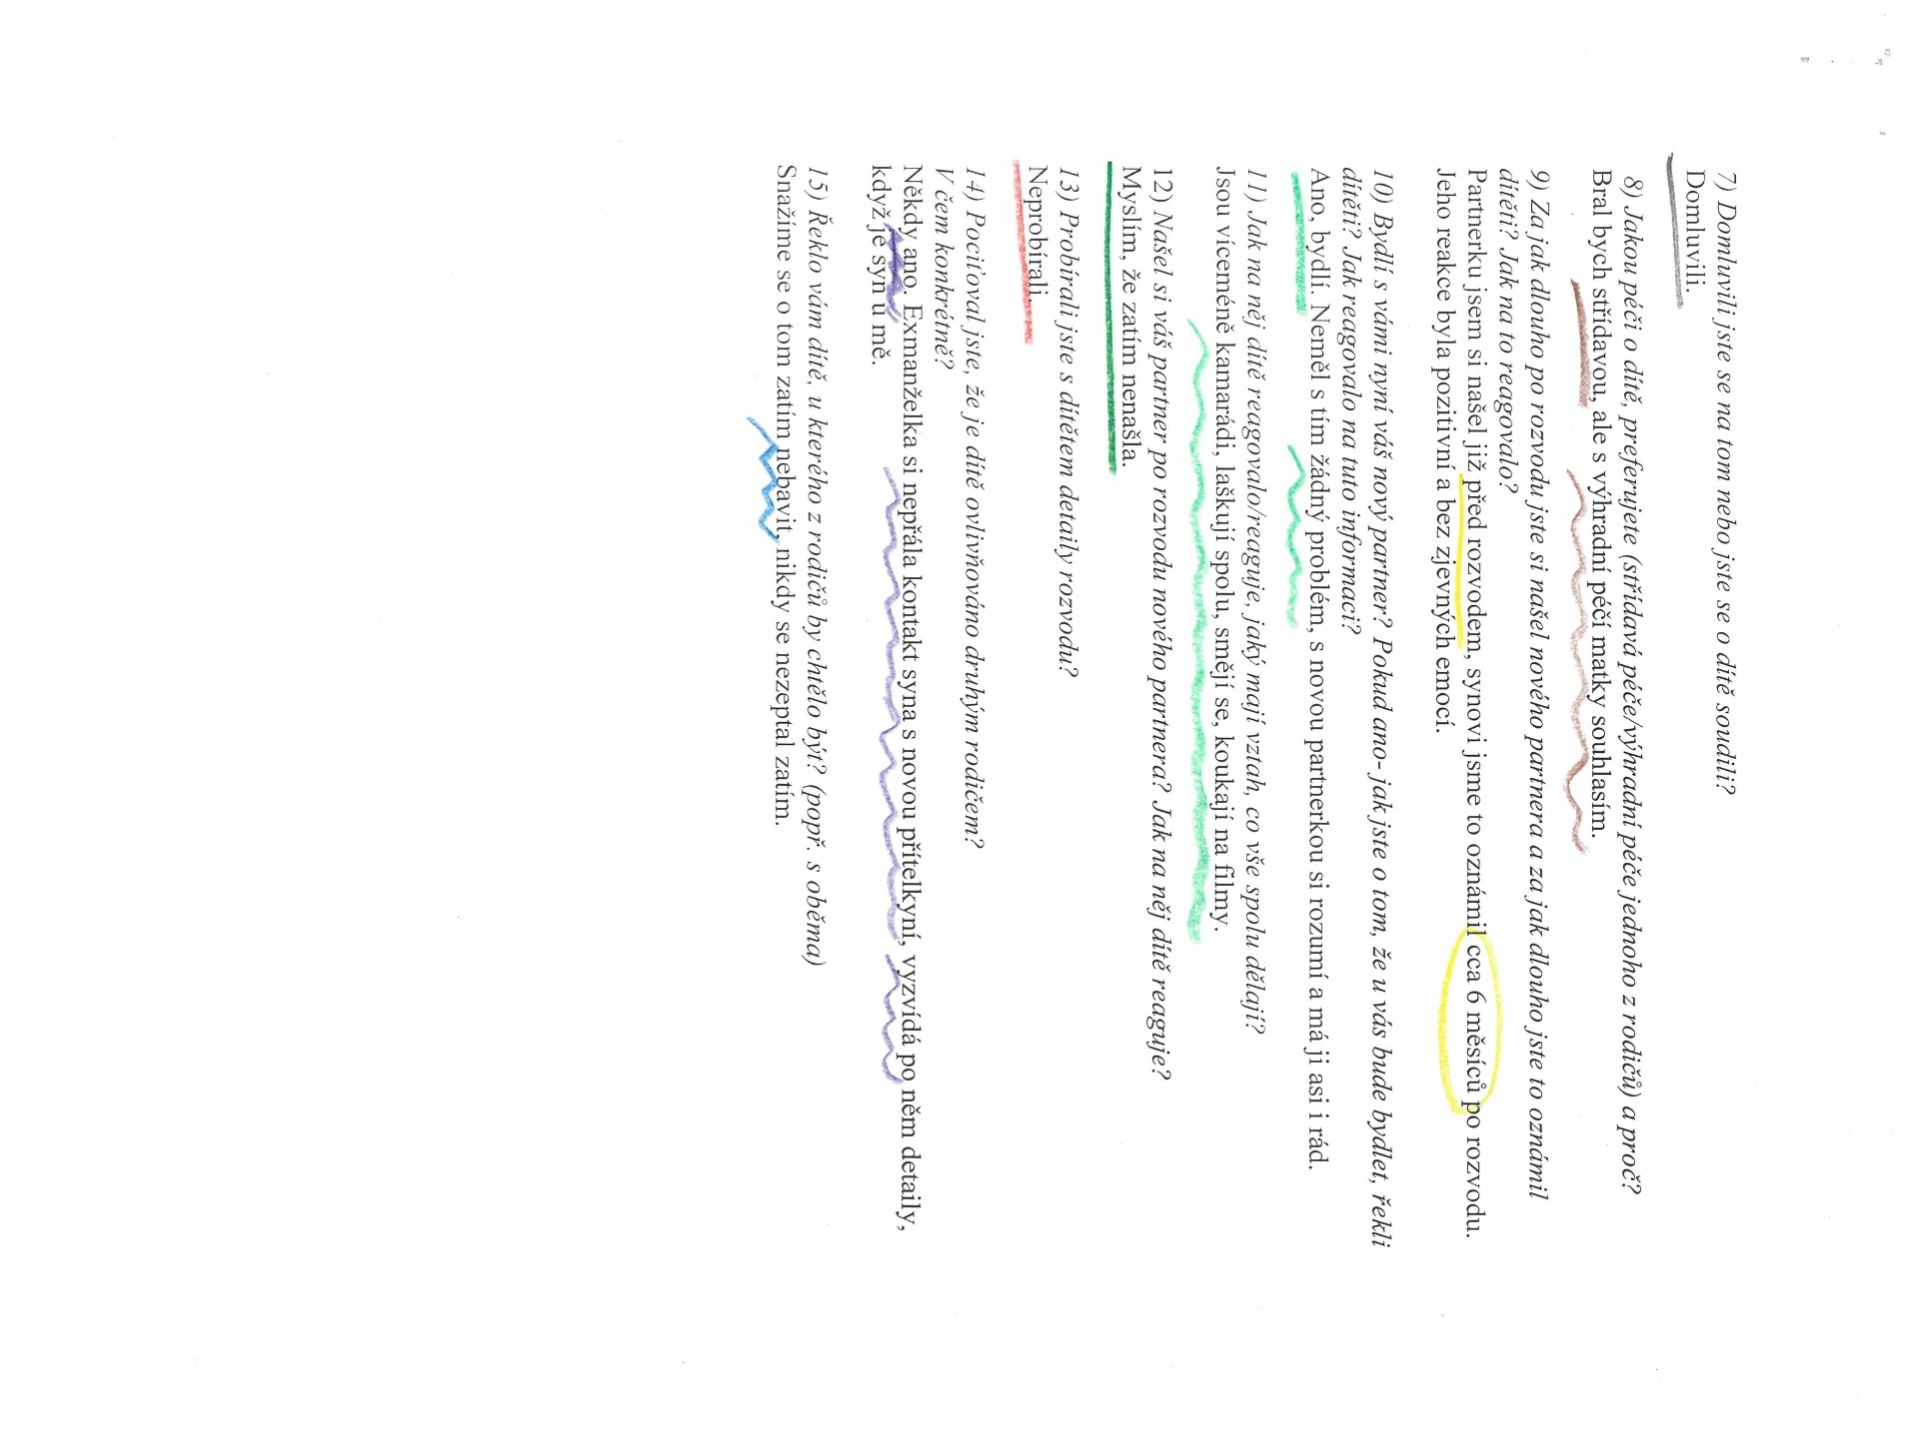 7) Domluvili jste se na tom nebo jste se o dítě soudili?
Domluvili.
8) Jakou péči o dítě, preferujete (střídavá péče/výhradní péče jednoho z rodičů) a proč?
Bral bych střídavou, ale s výhradní péčí matky souhlasím.
9) Za jak dlouho po rozvodu jste si našel nového partnera a za jak dlouho jste to oznámil
dítěti? Jak na to reagovalo?
Partnerku jsem si našel již před rozvodem, synovi jsme to oznámil cca 6 měsíců po rozvodu.
Jeho reakce byla pozitivní a bez zjevných emocí.
10) Bydlí s vámi nyní váš nový partner? Pokud ano- jak jste o tom, že u vás bude bydlet, řekli
dítěti? Jak reagovalo na tuto informaci?
Ano, bydlí. Neměl s tím žádný problém, s novou partnerkou si rozumí a má ji asi i rád.
11) Jak na něj dítě reagovalo/reaguje, jaký mají vztah, co vše spolu dělají?
Jsou víceméně kamarádi, laškují spolu, smějí se, koukají na filmy.
12) Našel si váš partner po rozvodu nového partnera? Jak na něj dítě reaguje?
Myslím, že zatím nenašla.
13) Probírali jste s dítětem detaily rozvodu?
Neprobírali.
14) Pociťoval jste, že je dítě ovlivňováno druhým rodičem?
V čem konkrétně?
Někdy ano. Exmanželka si nepřála kontakt syna s novou přítelkyní, vyzvídá po něm detaily,
když je syn u mě.
15) Řeklo vám dítě, u kterého z rodičů by chtělo být? (popř. s oběma)
Snažíme se o tom zatím nebavit, nikdy se nezeptal zatím.